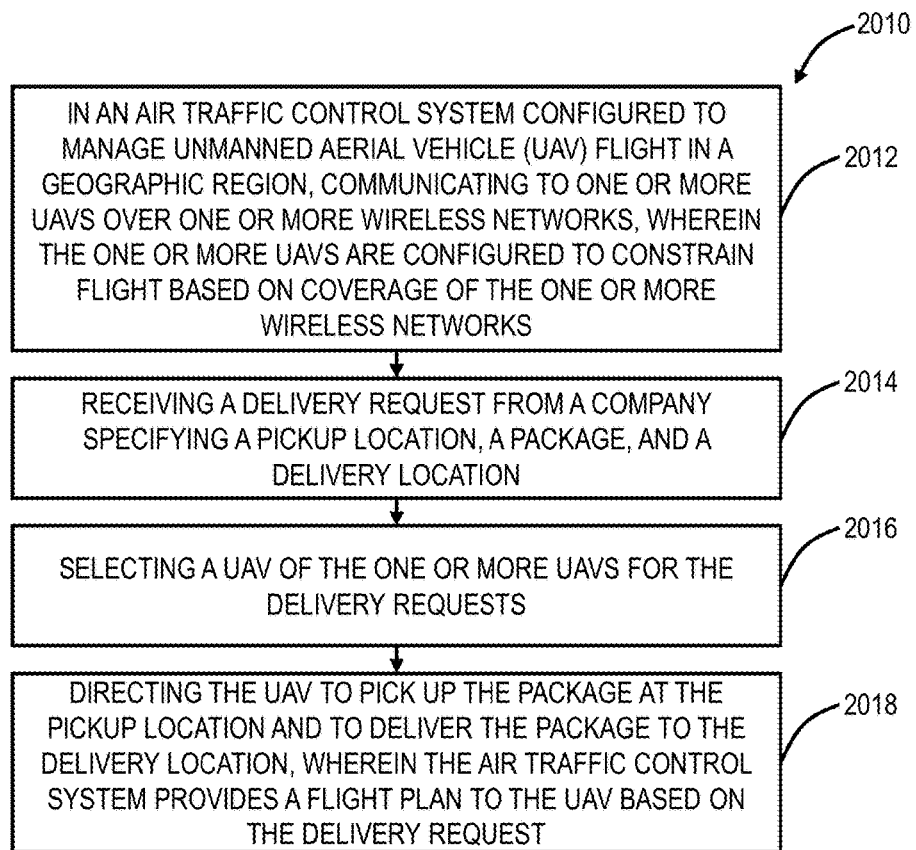 2010
IN AN AIR TRAFFIC CONTROL SYSTEM CONFIGURED TO
MANAGE UNMANNED AERIAL VEHICLE (UAV) FLIGHT IN A
GEOGRAPHIC REGION, COMMUNICATING TO ONE OR MORE
UAVS OVER ONE OR MORE WIRELESS NETWORKS, WHEREIN
THE ONE OR MORE UAVS ARE CONFIGURED TO CONSTRAIN
FLIGHT BASED ON COVERAGE OF THE ONE OR MORE
WIRELESS NETWORKS
2012
RECEIVING A DELIVERY REQUEST FROM A COMPANY
SPECIFYING A PICKUP LOCATION, A PACKAGE, AND A
DELIVERY LOCATION
2014
SELECTING A UAV OF THE ONE OR MORE UAVS FOR THE
DELIVERY REQUESTS
2016
DIRECTING THE UAV TO PICK UP THE PACKAGE AT THE
PICKUP LOCATION AND TO DELIVER THE PACKAGE TO THE
DELIVERY LOCATION, WHEREIN THE AIR TRAFFIC CONTROL
SYSTEM PROVIDES A FLIGHT PLAN TO THE UAV BASED ON
THE DELIVERY REQUEST
2018